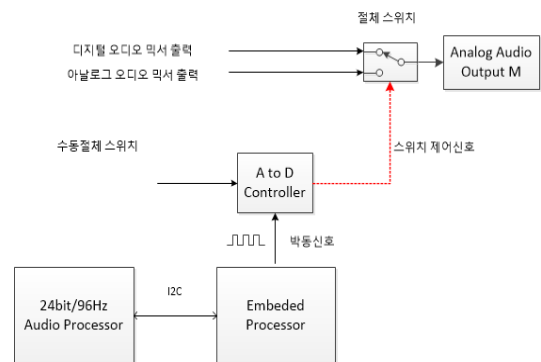 절체 스위치
디지털 오디오 믹서 출력
아날로그 오디오 믹서 출력
Analog Audio
Output M
수동절체 스위치
스위치 제어신호
A to D
Controller
박동신호
I2C
24bit/96Hz
Audio Processor
Embeded
Processor